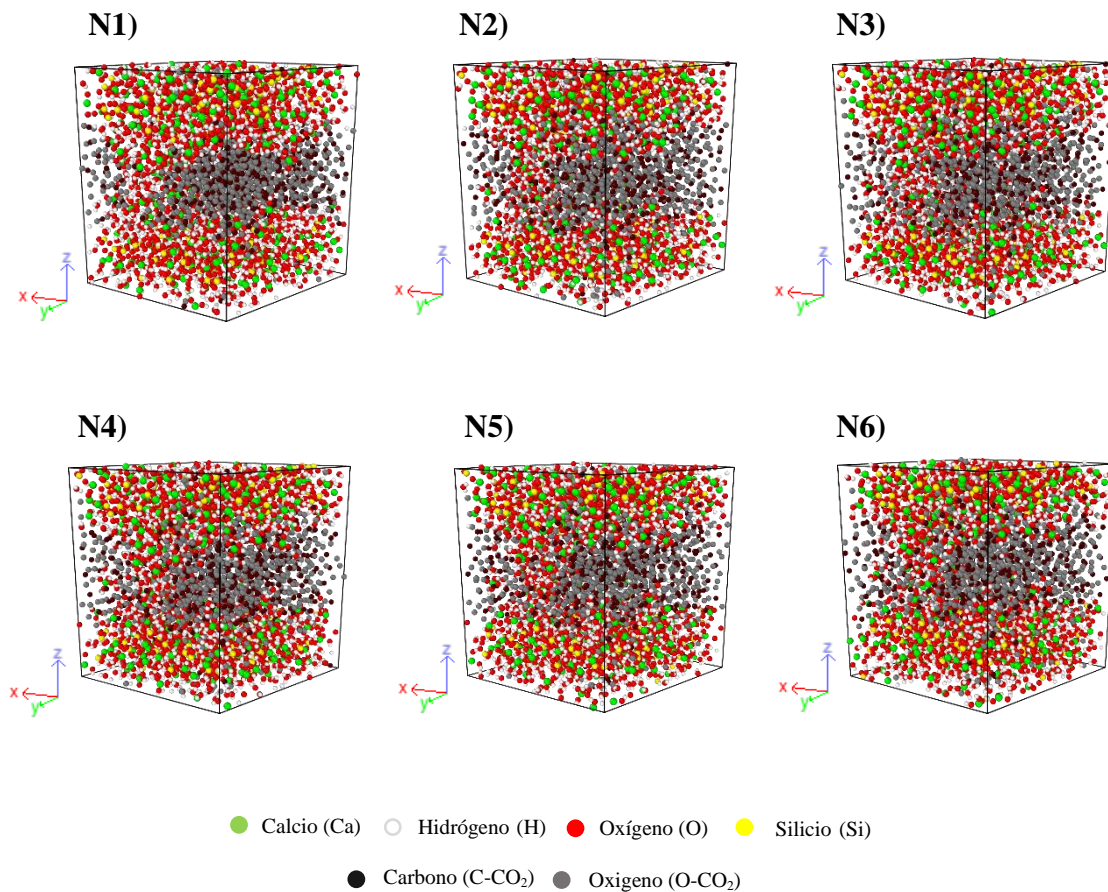 N1) N2) N3)
z x y z x y z x y
N4) N5) N6)
z x y z x y z x y
Calcio (Ca) Hidrógeno (H) Oxígeno (O) Silicio (Si)
Carbono (C-CO₂) Oxigeno (O-CO₂)